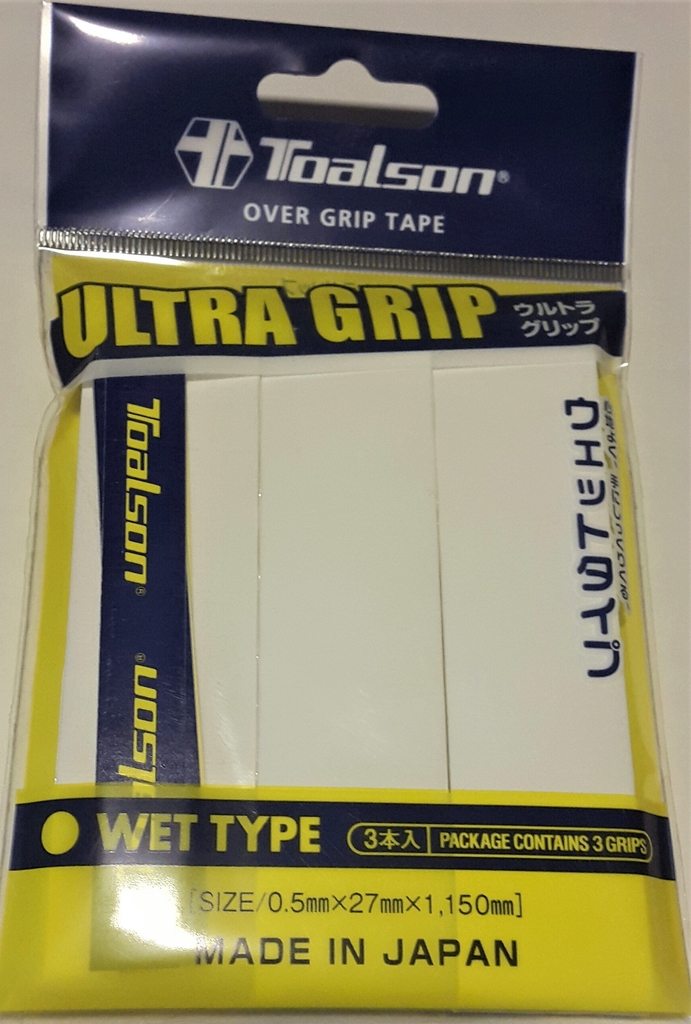 Toalson®
OVER GRIP TAPE
ULTRA GRIP
ウルトラ
グリップ
Toalson®
Toalson®
ウエットタイプ
WET TYPE
3本入
PACKAGE CONTAINS 3 GRIPS
[SIZE/0.5mm×27mm×1,150mm]
MADE IN JAPAN